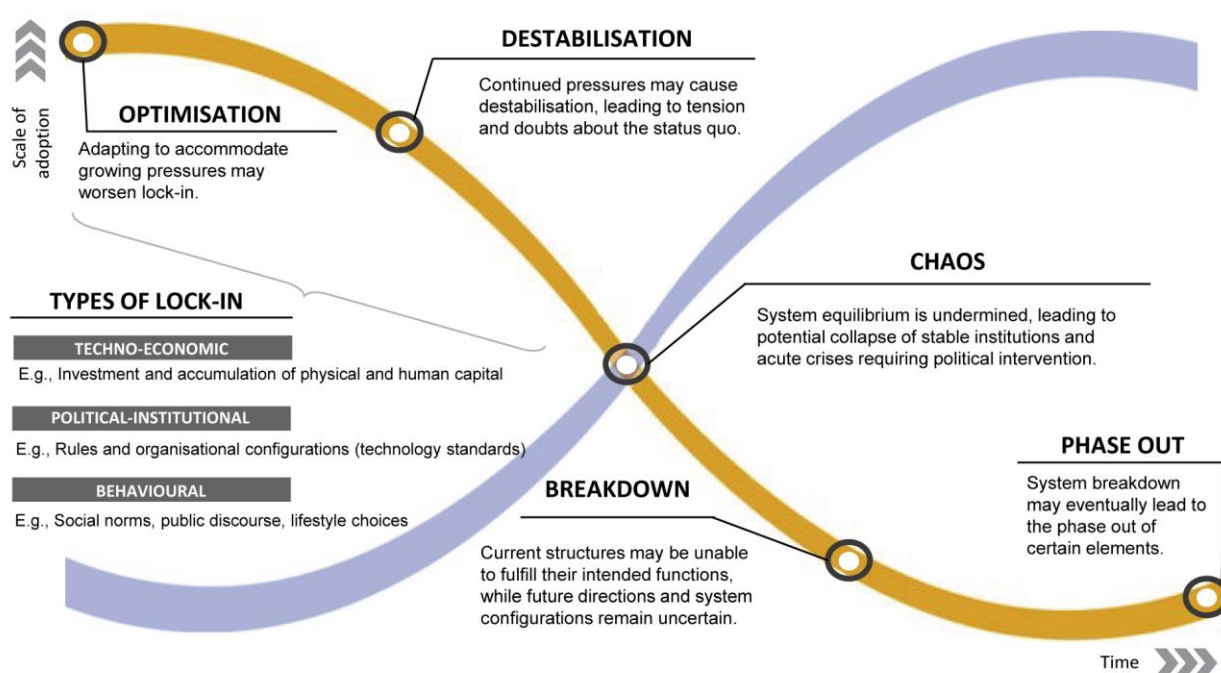 Scale of
adoption
OPTIMISATION
Adapting to accommodate
growing pressures may
worsen lock-in.
DESTABILISATION
Continued pressures may cause
destabilisation, leading to tension
and doubts about the status quo.
TYPES OF LOCK-IN
TECHNO-ECONOMIC
E.g., Investment and accumulation of physical and human capital
POLITICAL-INSTITUTIONAL
E.g., Rules and organisational configurations (technology standards)
BEHAVIOURAL
E.g., Social norms, public discourse, lifestyle choices
CHAOS
System equilibrium is undermined, leading to
potential collapse of stable institutions and
acute crises requiring political intervention.
BREAKDOWN
Current structures may be unable
to fulfill their intended functions,
while future directions and system
configurations remain uncertain.
PHASE OUT
System breakdown
may eventually lead to
the phase out of
certain elements.
Time